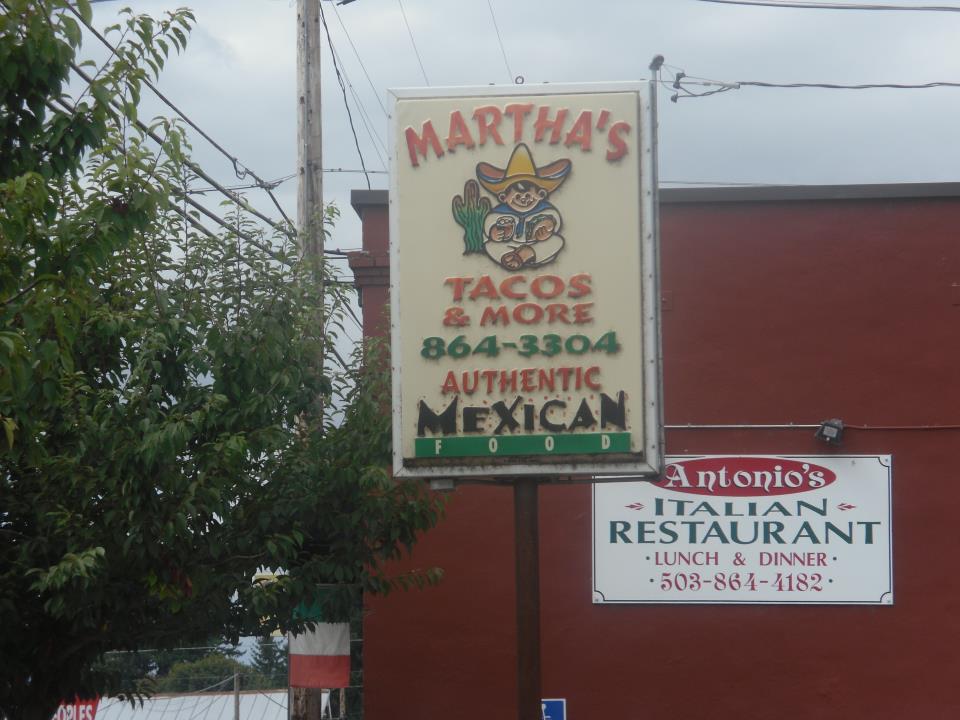 MARTHA'S
TACOS
& MORE
864-3304
AUTHENTIC
MEXICAN
FOOD
ANTONIO'S
ITALIAN
RESTAURANT
· LUNCH & DINNER ·
· 503-864-4182 ·